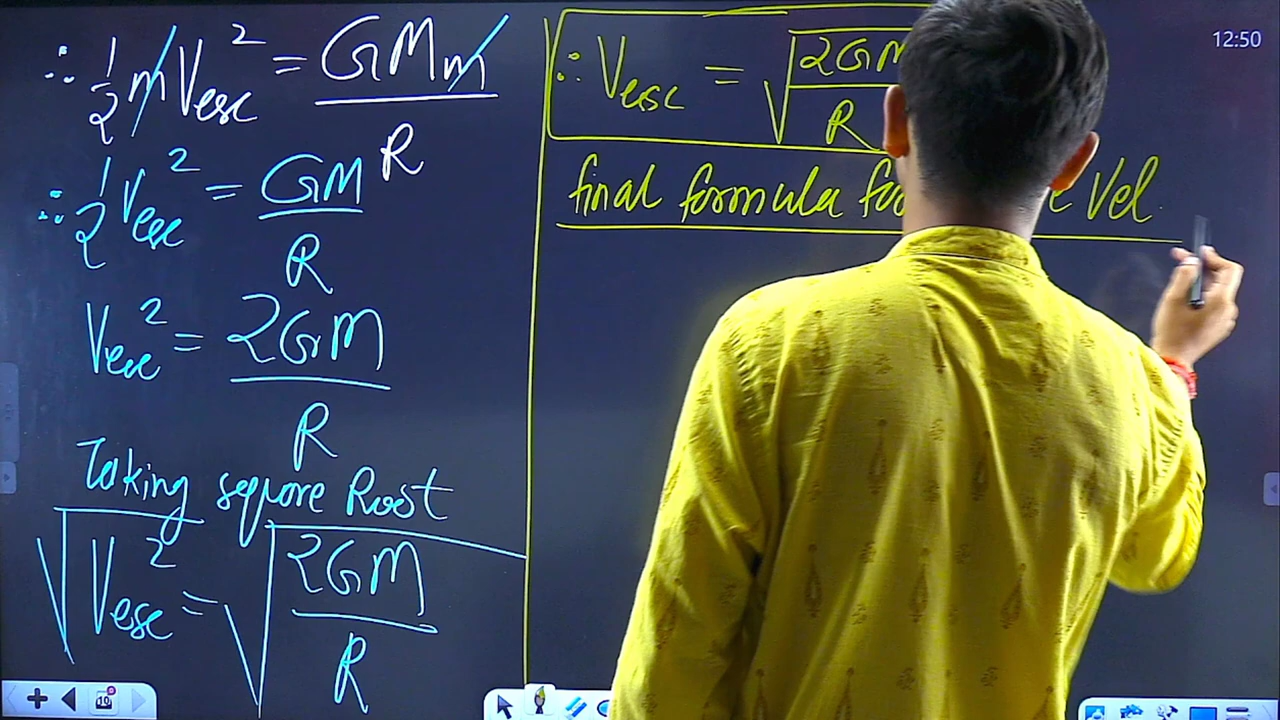 ∴ 1/2 m Vesc² = GMm/R
∴ 1/2 Vesc² = GM/R
Vesc² = 2GM/R
Taking square Root
√Vesc² = √2GM/R
∴ Vesc = √2GM/R
final formula Vel.
12:50
10